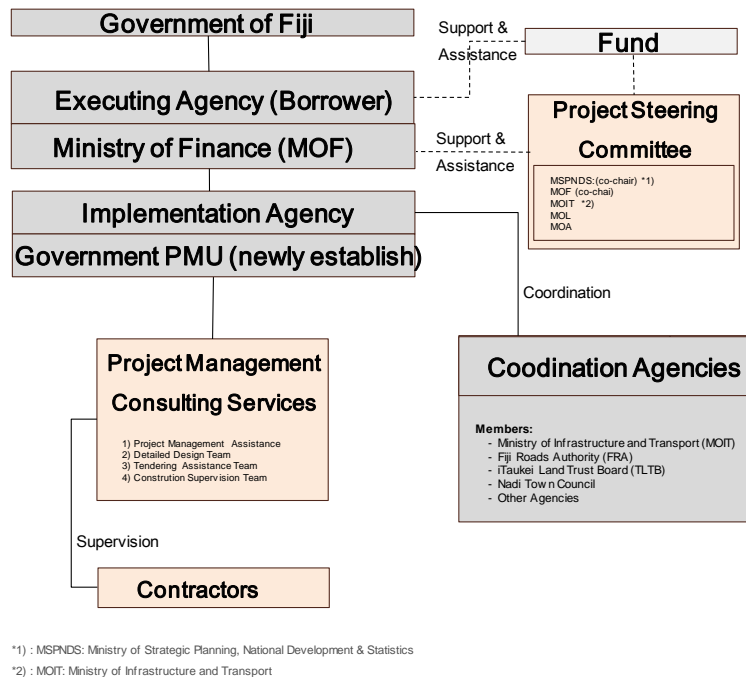 Government of Fiji
Support &
Assistance
Fund
Executing Agency (Borrower)
Ministry of Finance (MOF)
Support &
Assistance
Project Steering
Committee
MSPNDS:(co-chair) *1)
MOF (co-chai)
MOIT *2)
MOL
MOA
Implementation Agency
Government PMU (newly establish)
Coordination
Project Management
Consulting Services
1) Project Management Assistance
2) Detailed Design Team
3) Tendering Assistance Team
4) Constrution Supervision Team
Coodination Agencies
Members:
- Ministry of Infrastructure and Transport (MOIT)
- Fiji Roads Authority (FRA)
- iTaukei Land Trust Board (TLTB)
- Nadi Town Council
- Other Agencies
Supervision
Contractors
*1) : MSPNDS: Ministry of Strategic Planning, National Development & Statistics
*2) : MOIT: Ministry of Infrastructure and Transport